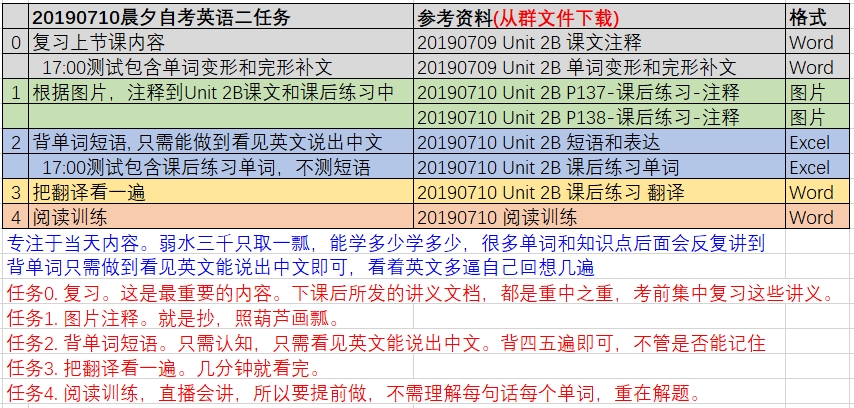 20190710晨夕自考英语二任务 参考资料(从群文件下载) 格式
0 复习上节课内容 20190709 Unit 2B 课文注释 Word
17:00测试包含单词变形和完形补文 20190709 Unit 2B 单词变形和完形补文 Word
1 根据图片，注释到Unit 2B课文和课后练习中 20190710 Unit 2B P137-课后练习-注释 图片
20190710 Unit 2B P138-课后练习-注释 图片
2 背单词短语, 只需能做到看见英文说出中文 20190710 Unit 2B 短语和表达 Excel
17:00测试包含课后练习单词，不测短语 20190710 Unit 2B 课后练习单词 Excel
3 把翻译看一遍 20190710 Unit 2B 课后练习 翻译 Word
4 阅读训练 20190710 阅读训练 Word
专注于当天内容。弱水三千只取一瓢，能学多少学多少，很多单词和知识点后面会反复讲到
背单词只需做到看见英文能说出中文即可，看着英文多逼自己回想几遍
任务0. 复习。这是最重要的内容。下课后所发的讲义文档，都是重中之重，考前集中复习这些讲义。
任务1. 图片注释。就是抄，照葫芦画瓢。
任务2. 背单词短语。只需认知，只需看见英文能说出中文。背四五遍即可，不管是否能记住
任务3. 把翻译看一遍。几分钟就看完。
任务4. 阅读训练，直播会讲，所以要提前做，不需理解每句话每个单词，重在解题。